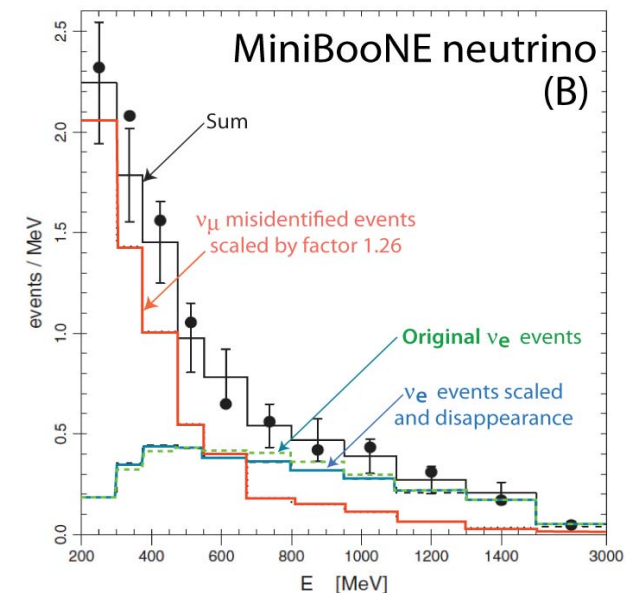 MiniBooNE neutrino
(B)
Sum
νμ misidentified events
scaled by factor 1.26
Original νe events
νe events scaled
and disappearance
events / MeV
2.5
2.0
1.5
1.0
0.5
0.0
200 400 600 800 1000 1200 1400 3000
E [MeV]